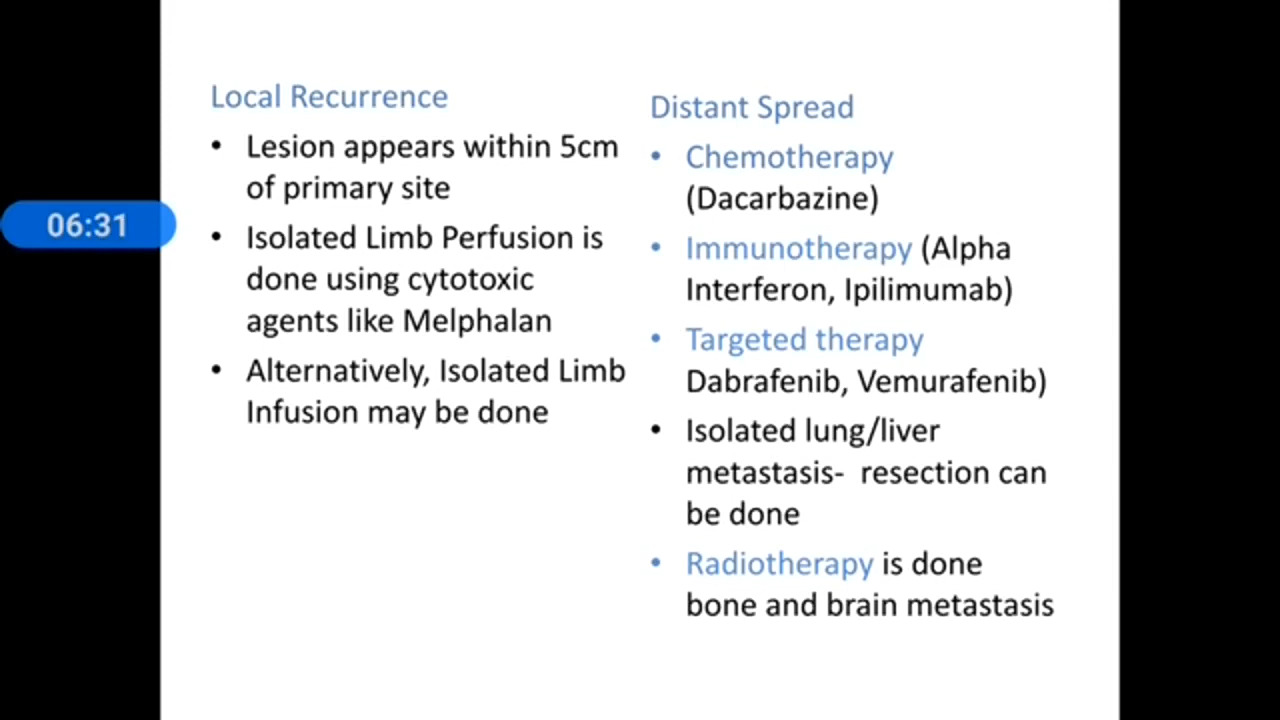 Local Recurrence
• Lesion appears within 5cm
of primary site
• Isolated Limb Perfusion is
done using cytotoxic
agents like Melphalan
• Alternatively, Isolated Limb
Infusion may be done
Distant Spread
• Chemotherapy
(Dacarbazine)
• Immunotherapy (Alpha
Interferon, Ipilimumab)
• Targeted therapy
Dabrafenib, Vemurafenib)
• Isolated lung/liver
metastasis- resection can
be done
• Radiotherapy is done
bone and brain metastasis
06:31